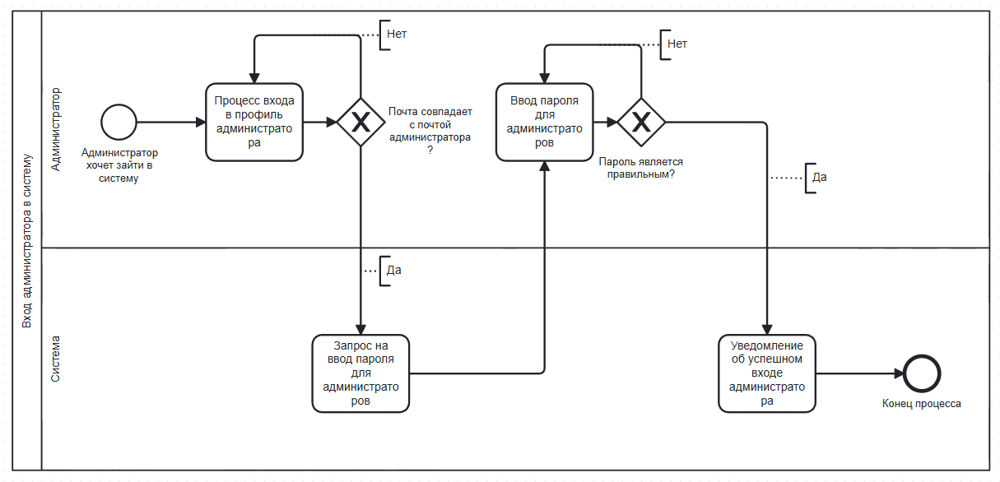 Вход администратора в систему
Администратор
Администратор
хочет зайти в
систему
Процесс входа
в профиль
администрато
ра
Нет
Почта совпадает
с почтой
администратора
?
Ввод пароля
для
администрато
ров
Нет
Пароль является
правильным?
Да
Система
Да
Запрос на
ввод пароля
для
администрато
ров
Уведомление
об успешном
входе
администрато
ра
Конец процесса